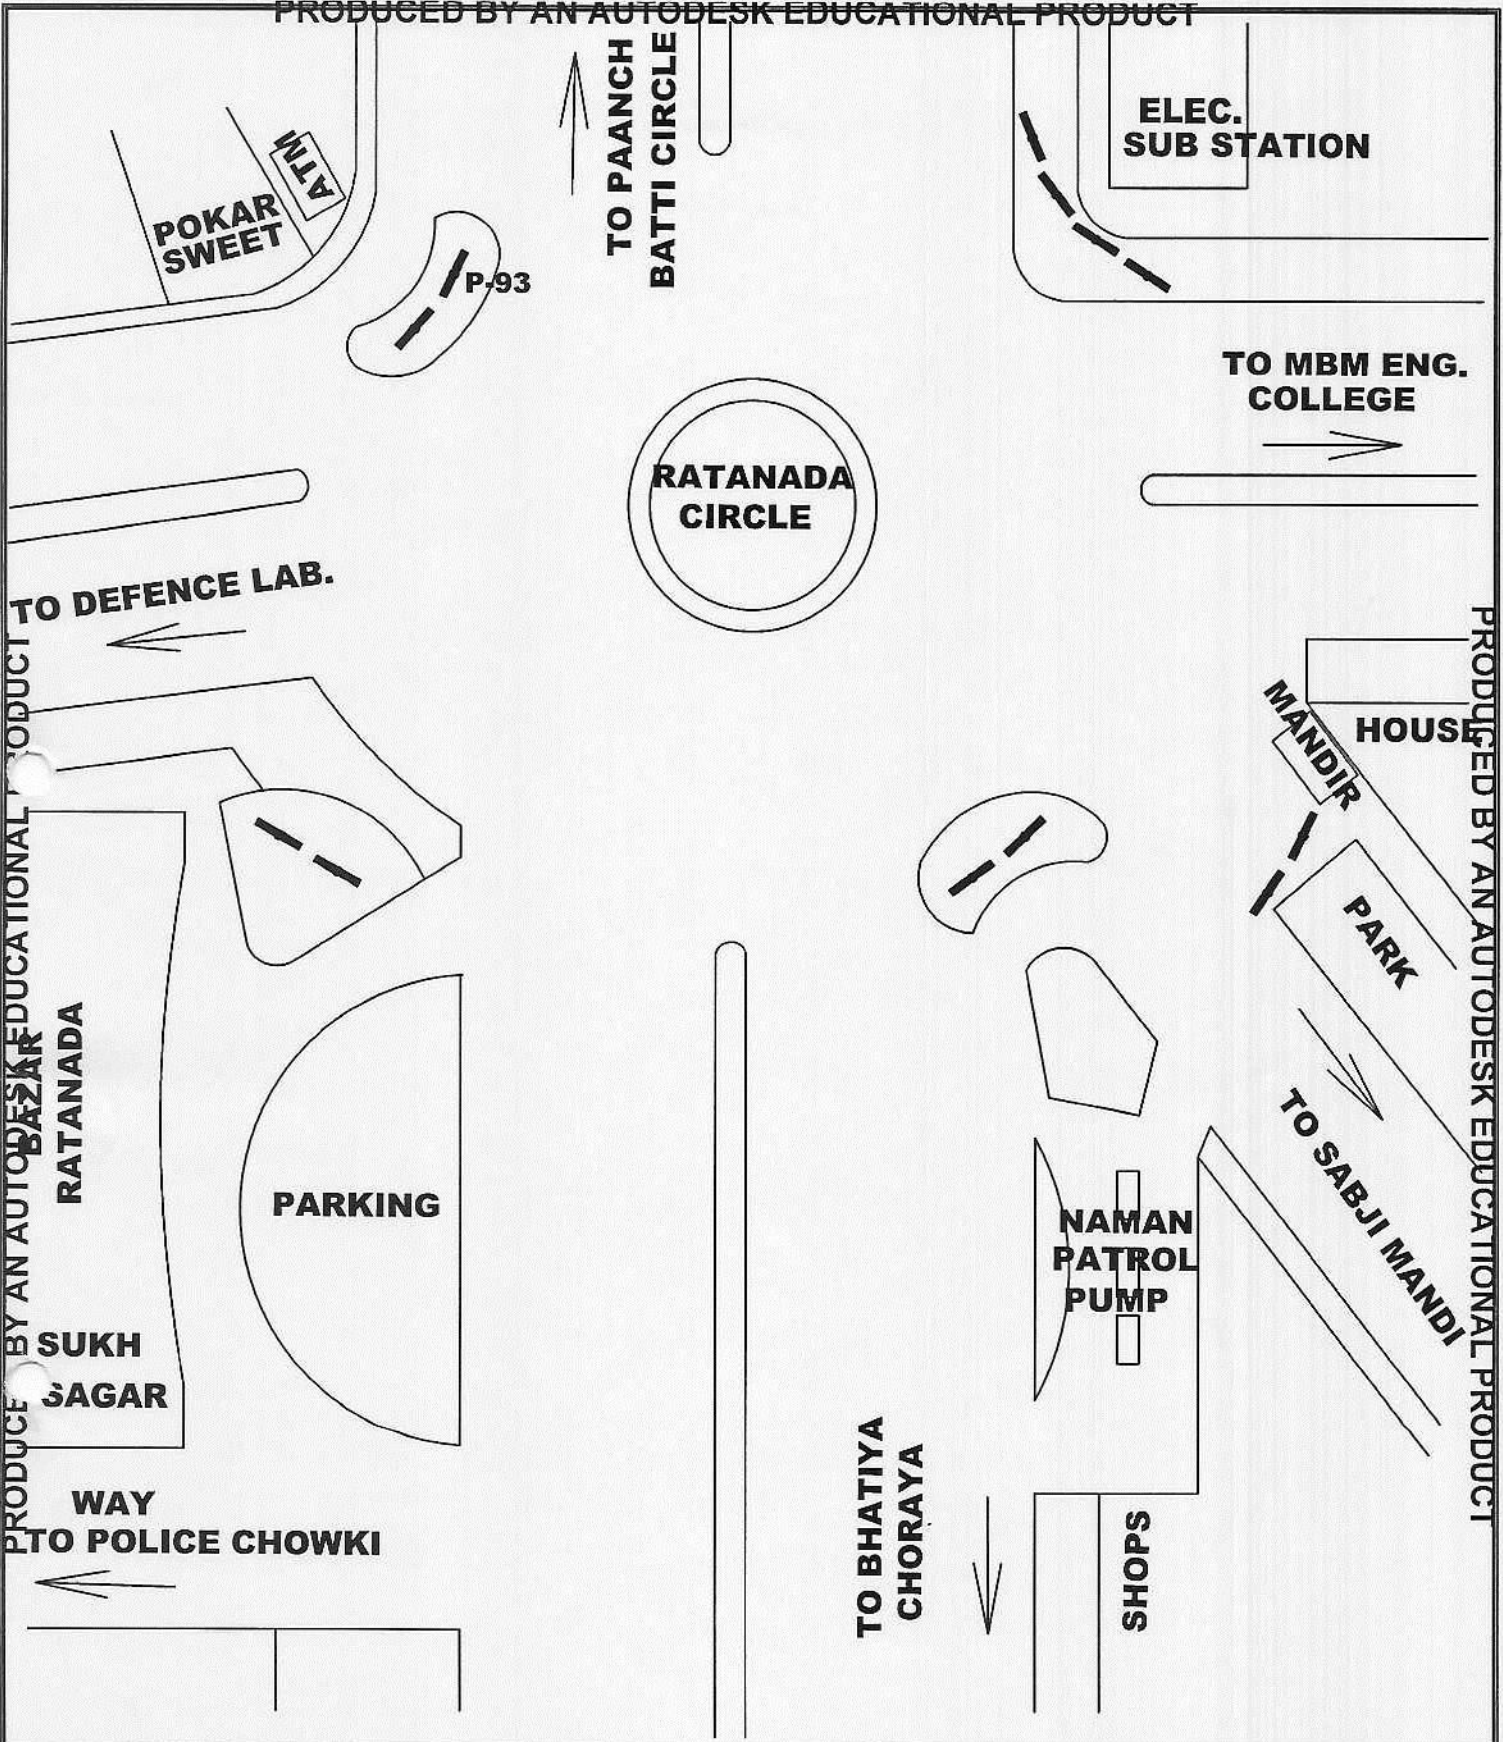 PRODUCED BY AN AUTODESK EDUCATIONAL PRODUCT
TO PAANCH
BATTI CIRCLE
ELEC.
SUB STATION
ATM
POKAR
SWEET
P-93
TO MBM ENG.
COLLEGE
RATANADA
CIRCLE
TO DEFENCE LAB.
MANDIR
HOUSE
PARK
BAZAR
RATANADA
PARKING
TO SABJI MANDI
NAMAN
PATROL
PUMP
SUKH
SAGAR
WAY
TO POLICE CHOWKI
TO BHATIYA
CHORAYA
SHOPS
PRODUCED BY AN AUTODESK EDUCATIONAL PRODUCT
PRODUCED BY AN AUTODESK EDUCATIONAL PRODUCT